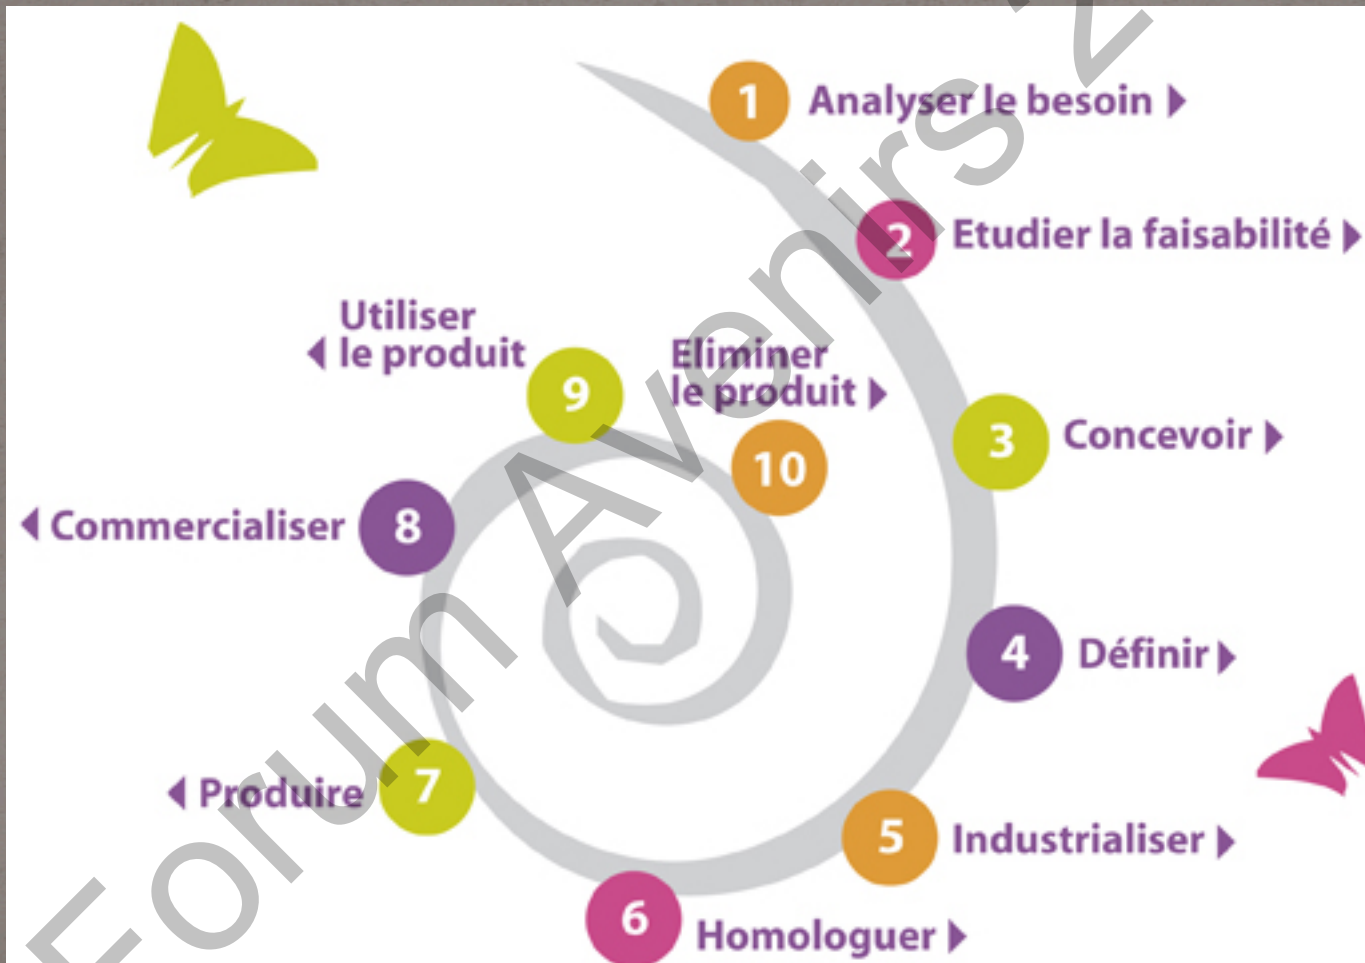 1 Analyser le besoin
2 Etudier la faisabilité
3 Concevoir
4 Définir
5 Industrialiser
6 Homologuer
7 Produire
8 Commercialiser
9 Utiliser
le produit
10 Eliminer
le produit
Forum Avenirs 2